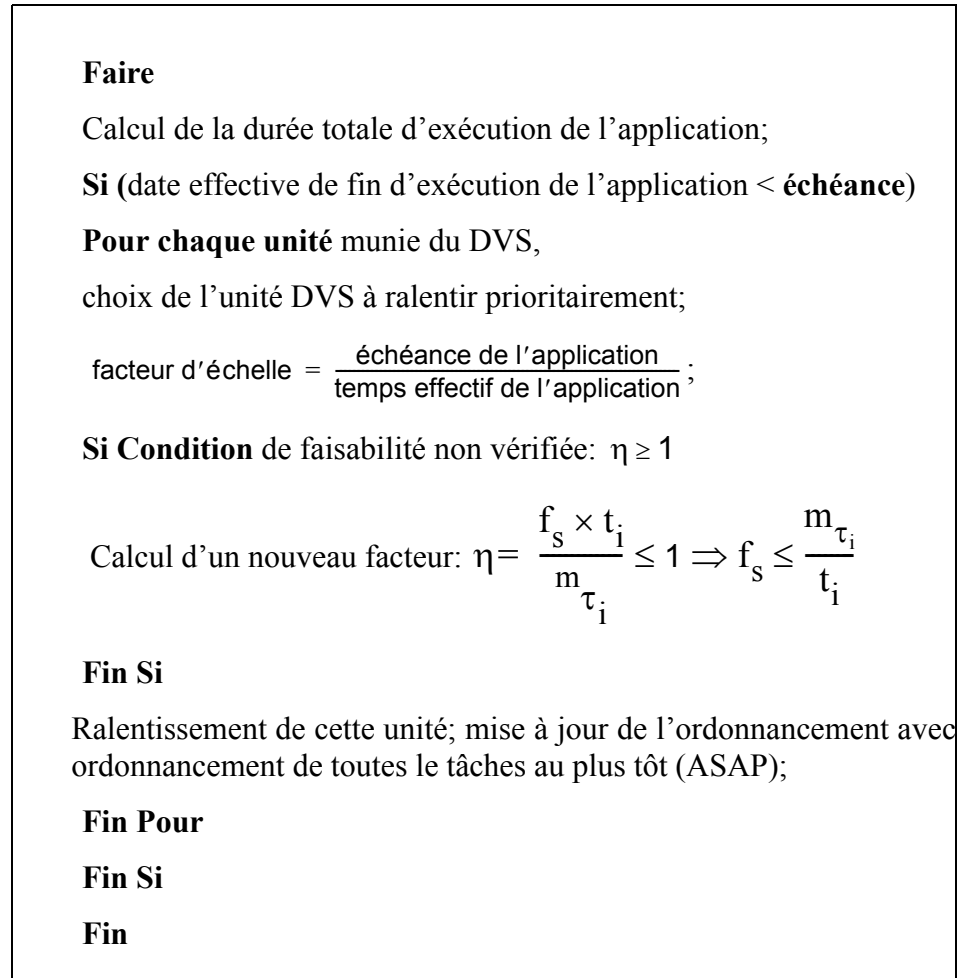 Faire
Calcul de la durée totale d’exécution de l’application;
Si (date effective de fin d’exécution de l’application < échéance)
Pour chaque unité munie du DVS,
choix de l’unité DVS à ralentir prioritairement;
facteur d′échelle = échéance de l′application / temps effectif de l′application ;
Si Condition de faisabilité non vérifiée: η ≥ 1
Calcul d’un nouveau facteur: η = (f_s × t_i) / m_{τ_i} ≤ 1 ⇒ f_s ≤ m_{τ_i} / t_i
Fin Si
Ralentissement de cette unité; mise à jour de l’ordonnancement avec
ordonnancement de toutes le tâches au plus tôt (ASAP);
Fin Pour
Fin Si
Fin